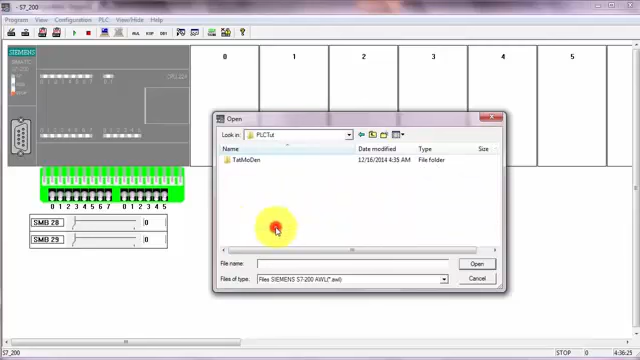 - S7_200
Program View Configuration PLC View/Hide Help
SIEMENS
0 1 2 3 4 5
Open
Look in: PLCTut
Name Date modified Type Size
TatMoDen 12/16/2014 4:35 AM File folder
0 1 2 3 4 5 6 7 0 1 2 3 4 5
SMB 28 0
SMB 29 0
File name: Open
Files of type: Files SIEMENS S7-200 AWL(*.awl) Cancel
S7_200 STOP 0 4:36:25